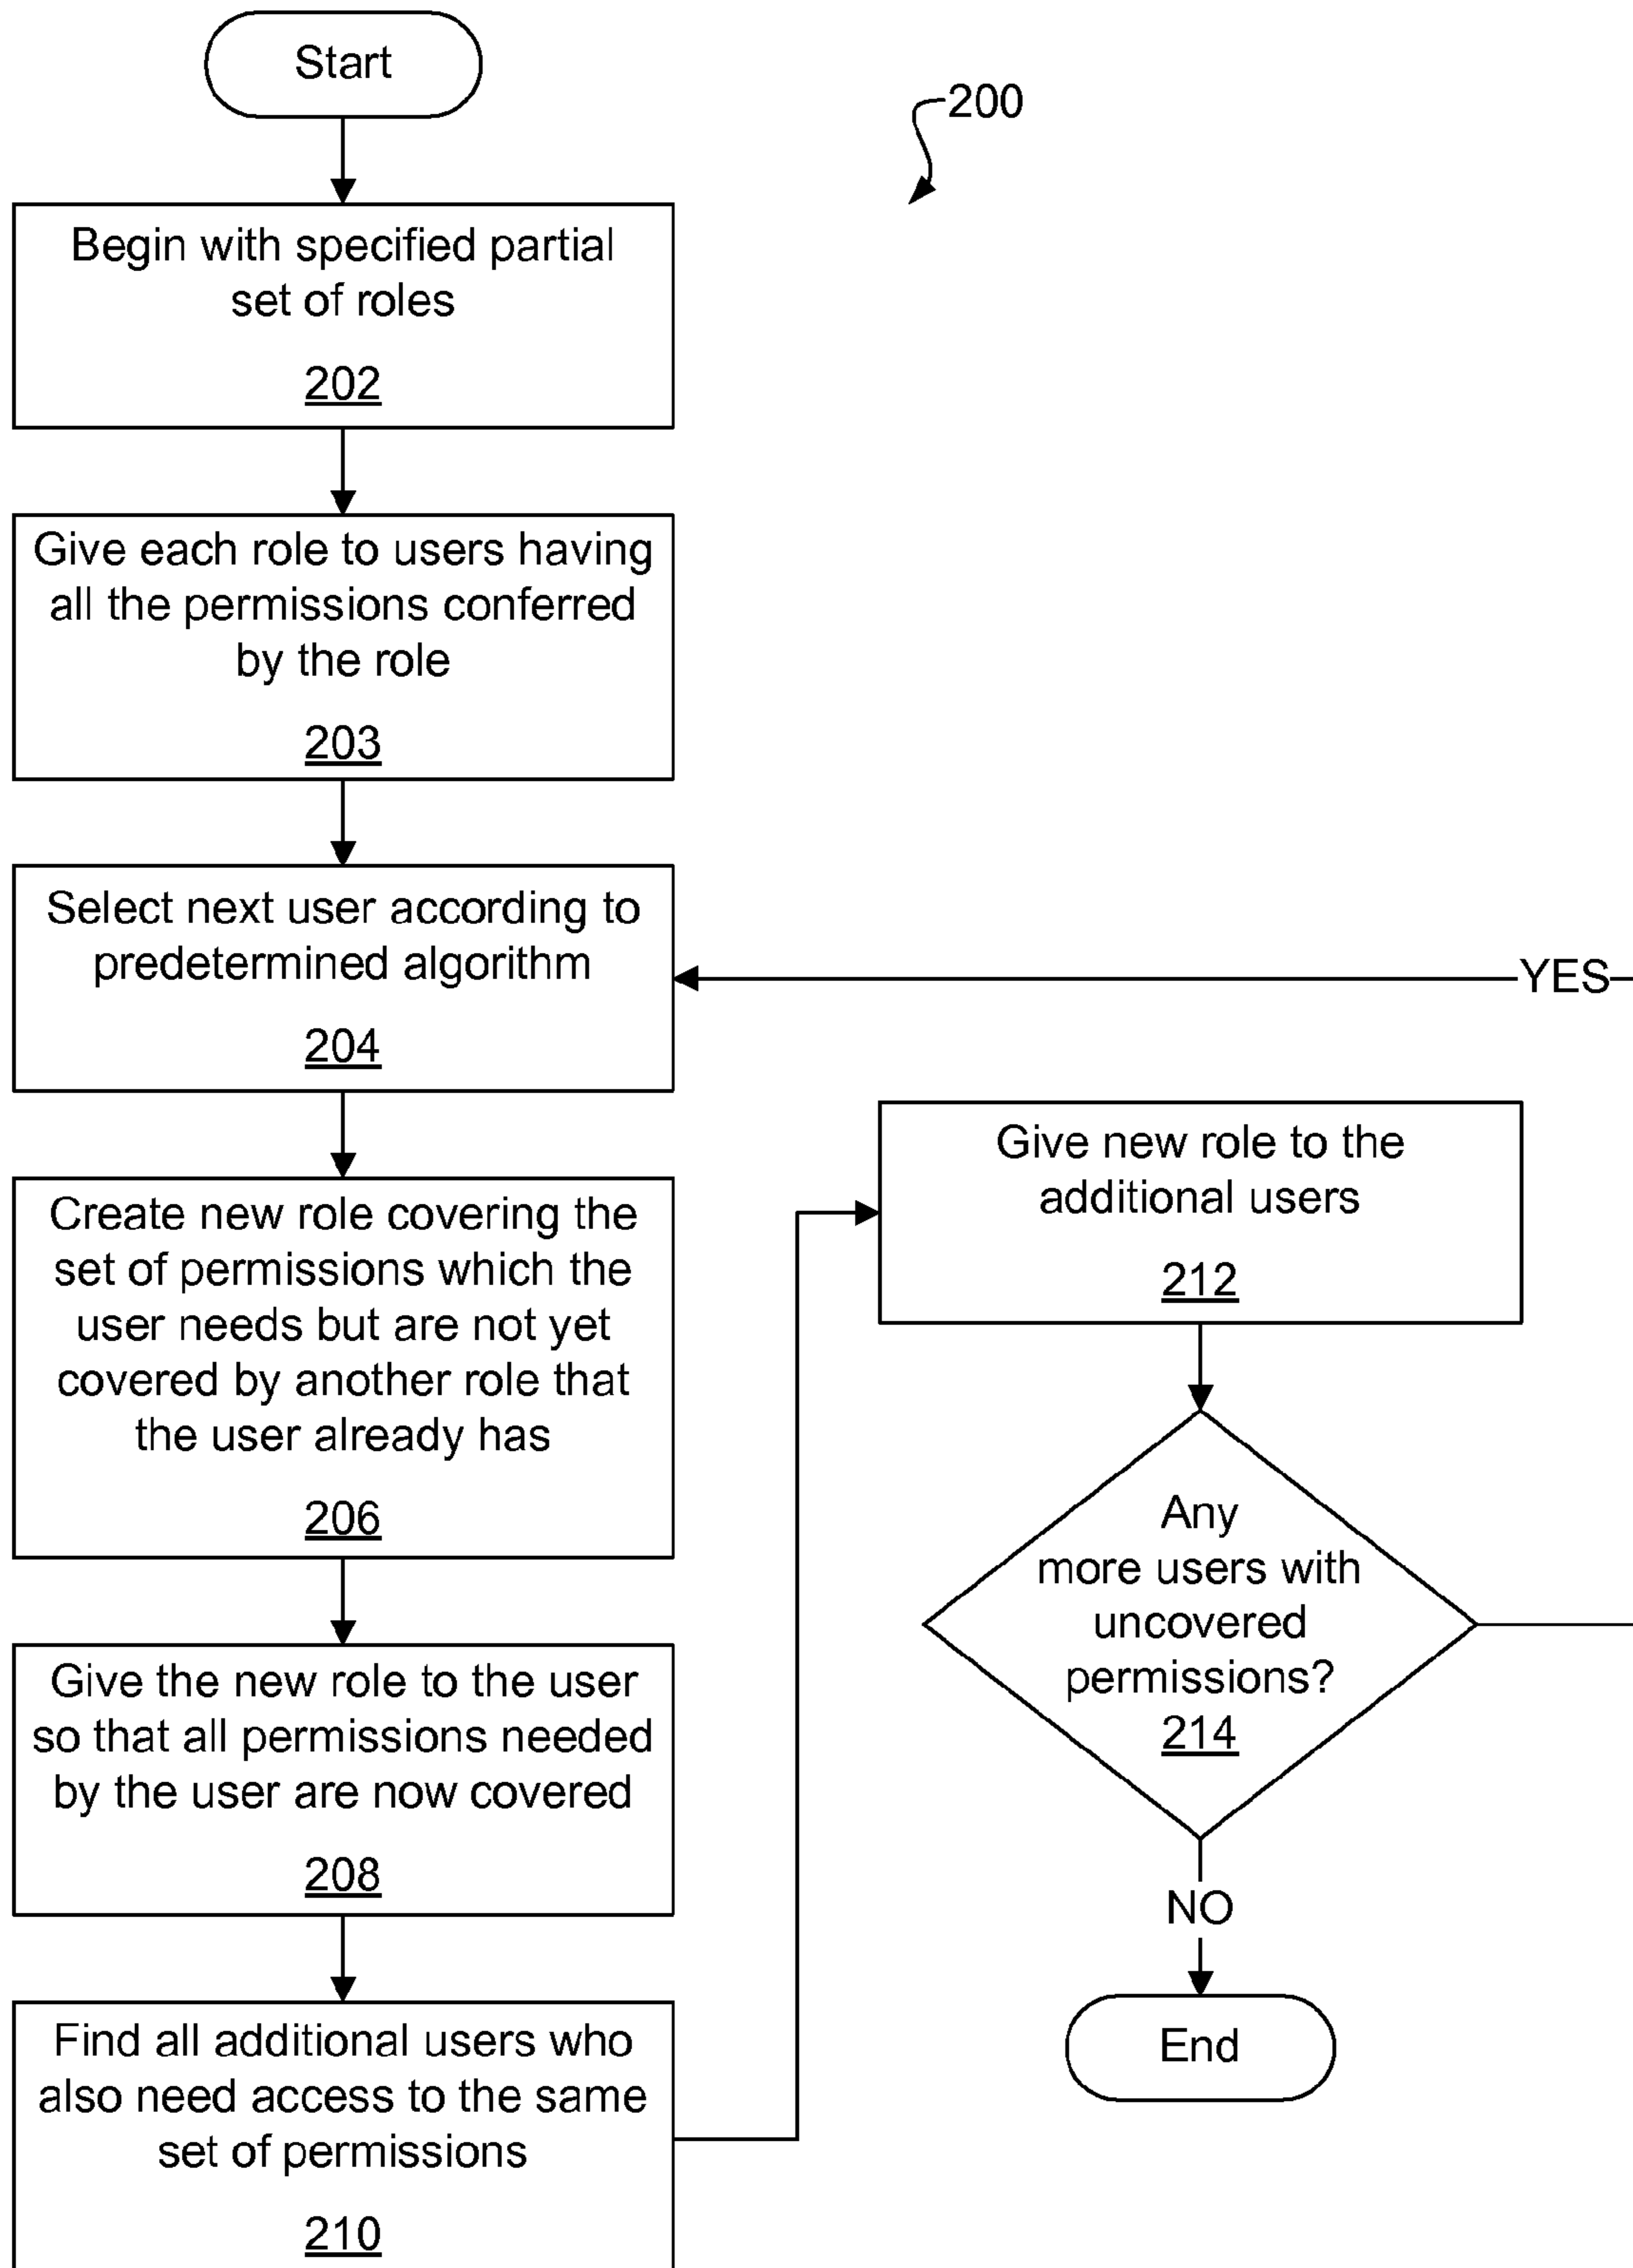 Start
200
Begin with specified partial
set of roles
202
Give each role to users having
all the permissions conferred
by the role
203
Select next user according to
predetermined algorithm
204
YES
Create new role covering the
set of permissions which the
user needs but are not yet
covered by another role that
the user already has
206
Give the new role to the user
so that all permissions needed
by the user are now covered
208
Find all additional users who
also need access to the same
set of permissions
210
Give new role to the
additional users
212
Any
more users with
uncovered
permissions?
214
NO
End